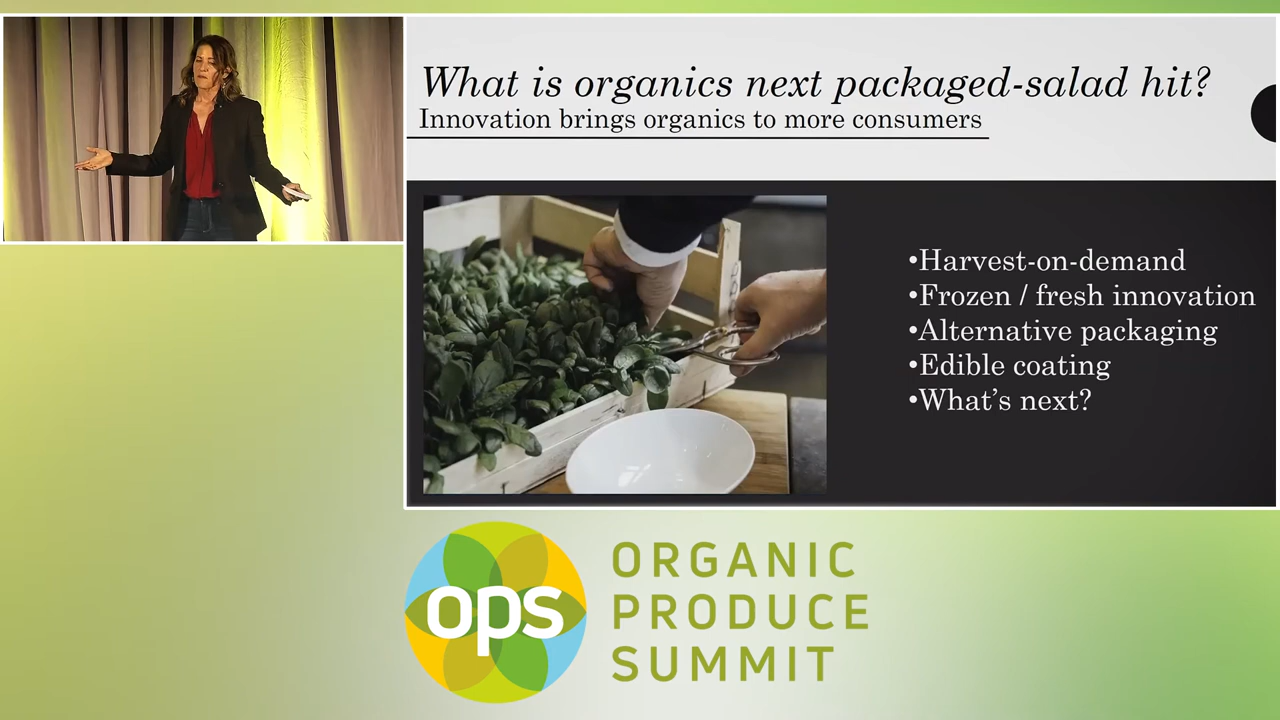 What is organics next packaged-salad hit?
Innovation brings organics to more consumers
•Harvest-on-demand
•Frozen / fresh innovation
•Alternative packaging
•Edible coating
•What's next?
ops
ORGANIC
PRODUCE
SUMMIT